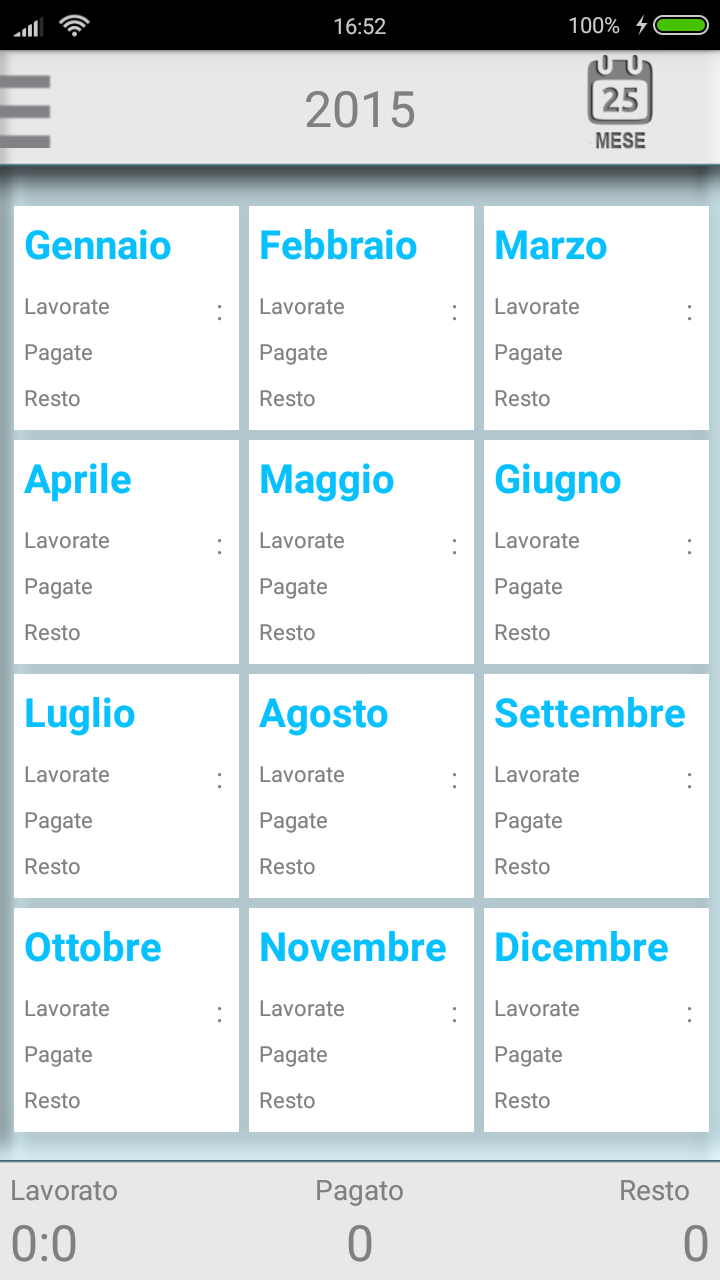 16:52 100%
2015
25
MESE
Gennaio Febbraio Marzo
Lavorate : Lavorate : Lavorate :
Pagate Pagate Pagate
Resto Resto Resto
Aprile Maggio Giugno
Lavorate : Lavorate : Lavorate :
Pagate Pagate Pagate
Resto Resto Resto
Luglio Agosto Settembre
Lavorate : Lavorate : Lavorate :
Pagate Pagate Pagate
Resto Resto Resto
Ottobre Novembre Dicembre
Lavorate : Lavorate : Lavorate :
Pagate Pagate Pagate
Resto Resto Resto
Lavorato Pagato Resto
0:0 0 0